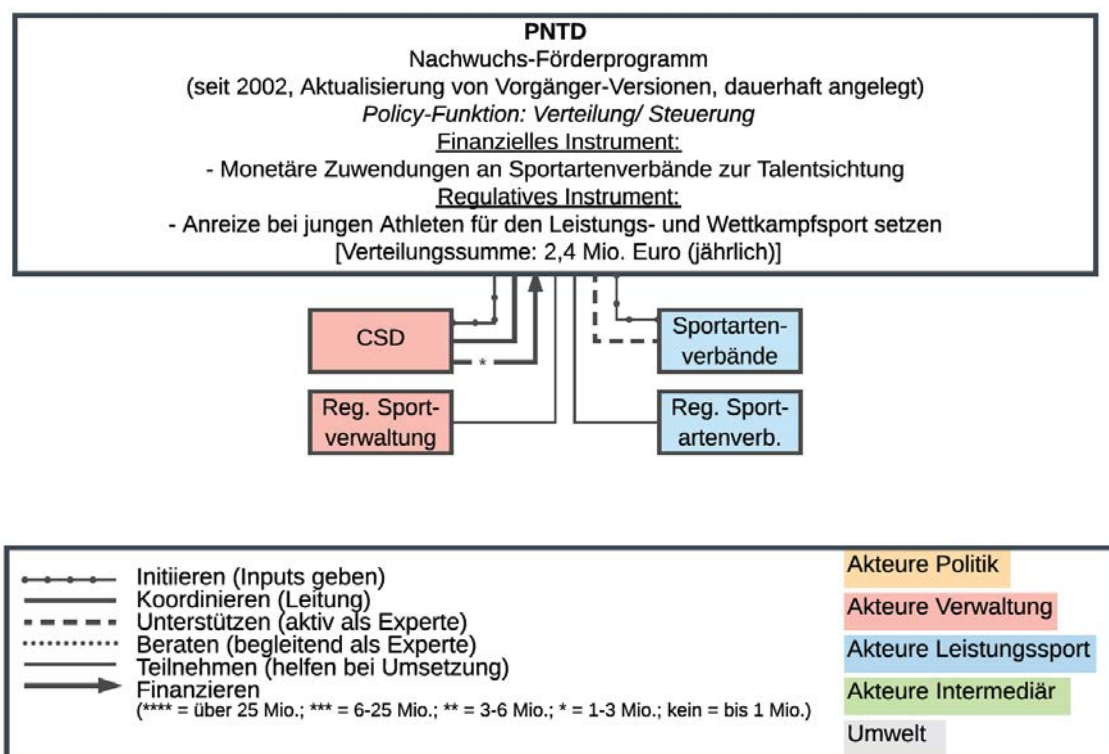 PNTD
Nachwuchs-Förderprogramm
(seit 2002, Aktualisierung von Vorgänger-Versionen, dauerhaft angelegt)
Policy-Funktion: Verteilung/ Steuerung
Finanzielles Instrument:
- Monetäre Zuwendungen an Sportartenverbände zur Talentsichtung
Regulatives Instrument:
- Anreize bei jungen Athleten für den Leistungs- und Wettkampfsport setzen
[Verteilungssumme: 2,4 Mio. Euro (jährlich)]
CSD
*
Sportarten-
verbände
Reg. Sport-
verwaltung
Reg. Sport-
artenverb.
Initiieren (Inputs geben)
Koordinieren (Leitung)
Unterstützen (aktiv als Experte)
Beraten (begleitend als Experte)
Teilnehmen (helfen bei Umsetzung)
Finanzieren
(**** = über 25 Mio.; *** = 6-25 Mio.; ** = 3-6 Mio.; * = 1-3 Mio.; kein = bis 1 Mio.)
Akteure Politik
Akteure Verwaltung
Akteure Leistungssport
Akteure Intermediär
Umwelt